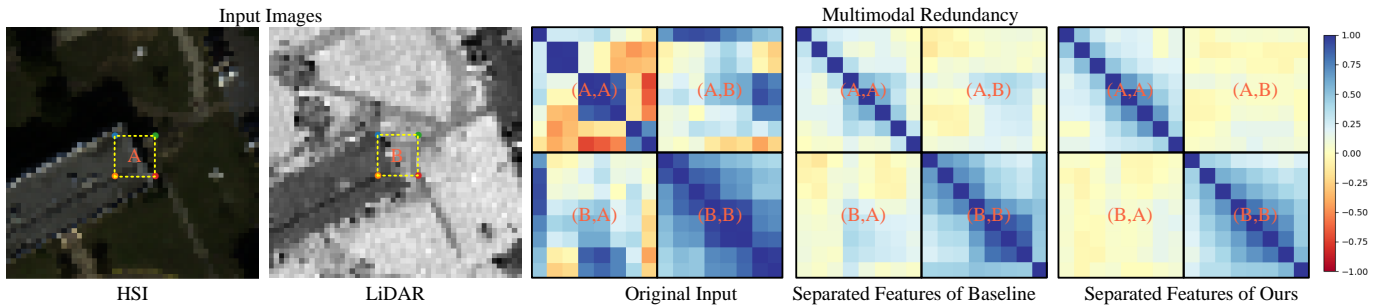 Input Images
Multimodal Redundancy
A
B
(A,A)
(A,B)
(B,A)
(B,B)
(A,A)
(A,B)
(B,A)
(B,B)
(A,A)
(A,B)
(B,A)
(B,B)
1.00
0.75
0.50
0.25
0.00
−0.25
−0.50
−0.75
−1.00
HSI
LiDAR
Original Input
Separated Features of Baseline
Separated Features of Ours